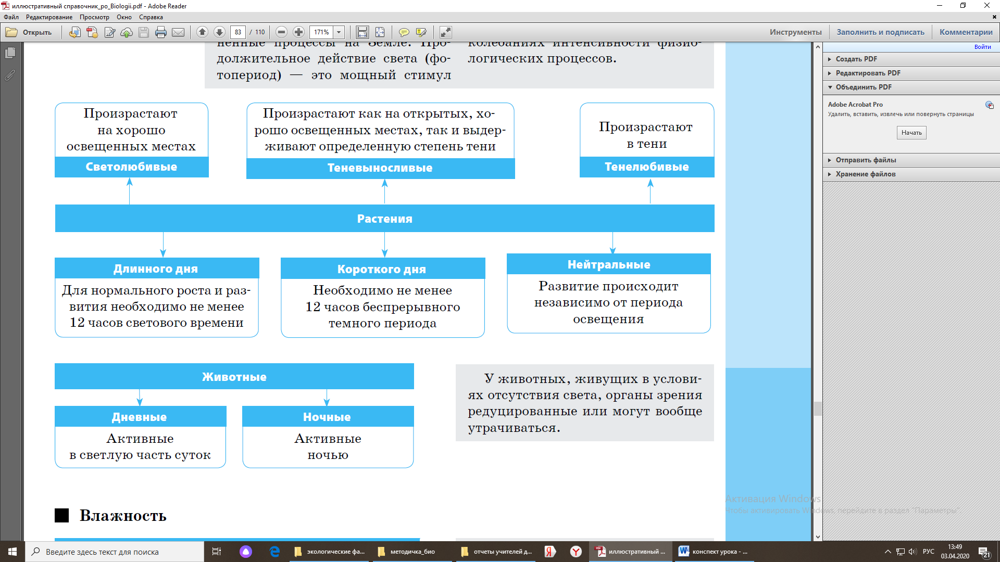 иллюстративный справочник_po_Biologii.pdf - Adobe Reader
Файл Редактирование Просмотр Окно Справка
Открыть 83 / 110 171% Инструменты Заполнить и подписать Комментарии
Войти
ненные процессы на Земле. Про-
должительное действие света (фо-
топериод) — это мощный стимул
колебаниях интенсивности физио-
логических процессов.
Произрастают
на хорошо
освещенных местах
Светолюбивые
Произрастают как на открытых, хо-
рошо освещенных местах, так и выдер-
живают определенную степень тени
Теневыносливые
Произрастают
в тени
Тенелюбивые
Растения
Длинного дня
Для нормального роста и раз-
вития необходимо не менее
12 часов светового времени
Короткого дня
Необходимо не менее
12 часов беспрерывного
темного периода
Нейтральные
Развитие происходит
независимо от периода
освещения
Животные
Дневные
Активные
в светлую часть суток
Ночные
Активные
ночью
У животных, живущих в услови-
ях отсутствия света, органы зрения
редуцированные или могут вообще
утрачиваться.
Влажность
Создать PDF
Редактировать PDF
Объединить PDF
Adobe Acrobat Pro
Удалить, вставить, извлечь или повернуть страницы
Начать
Отправить файлы
Хранение файлов
Активация Windows
Чтобы активировать Windows, перейдите в раздел "Параметры".
Введите здесь текст для поиска
экологические фа...
методичка_био
отчеты учителей д...
иллюстративный ...
конспект урока - ...
РУС
13:49
03.04.2020
21